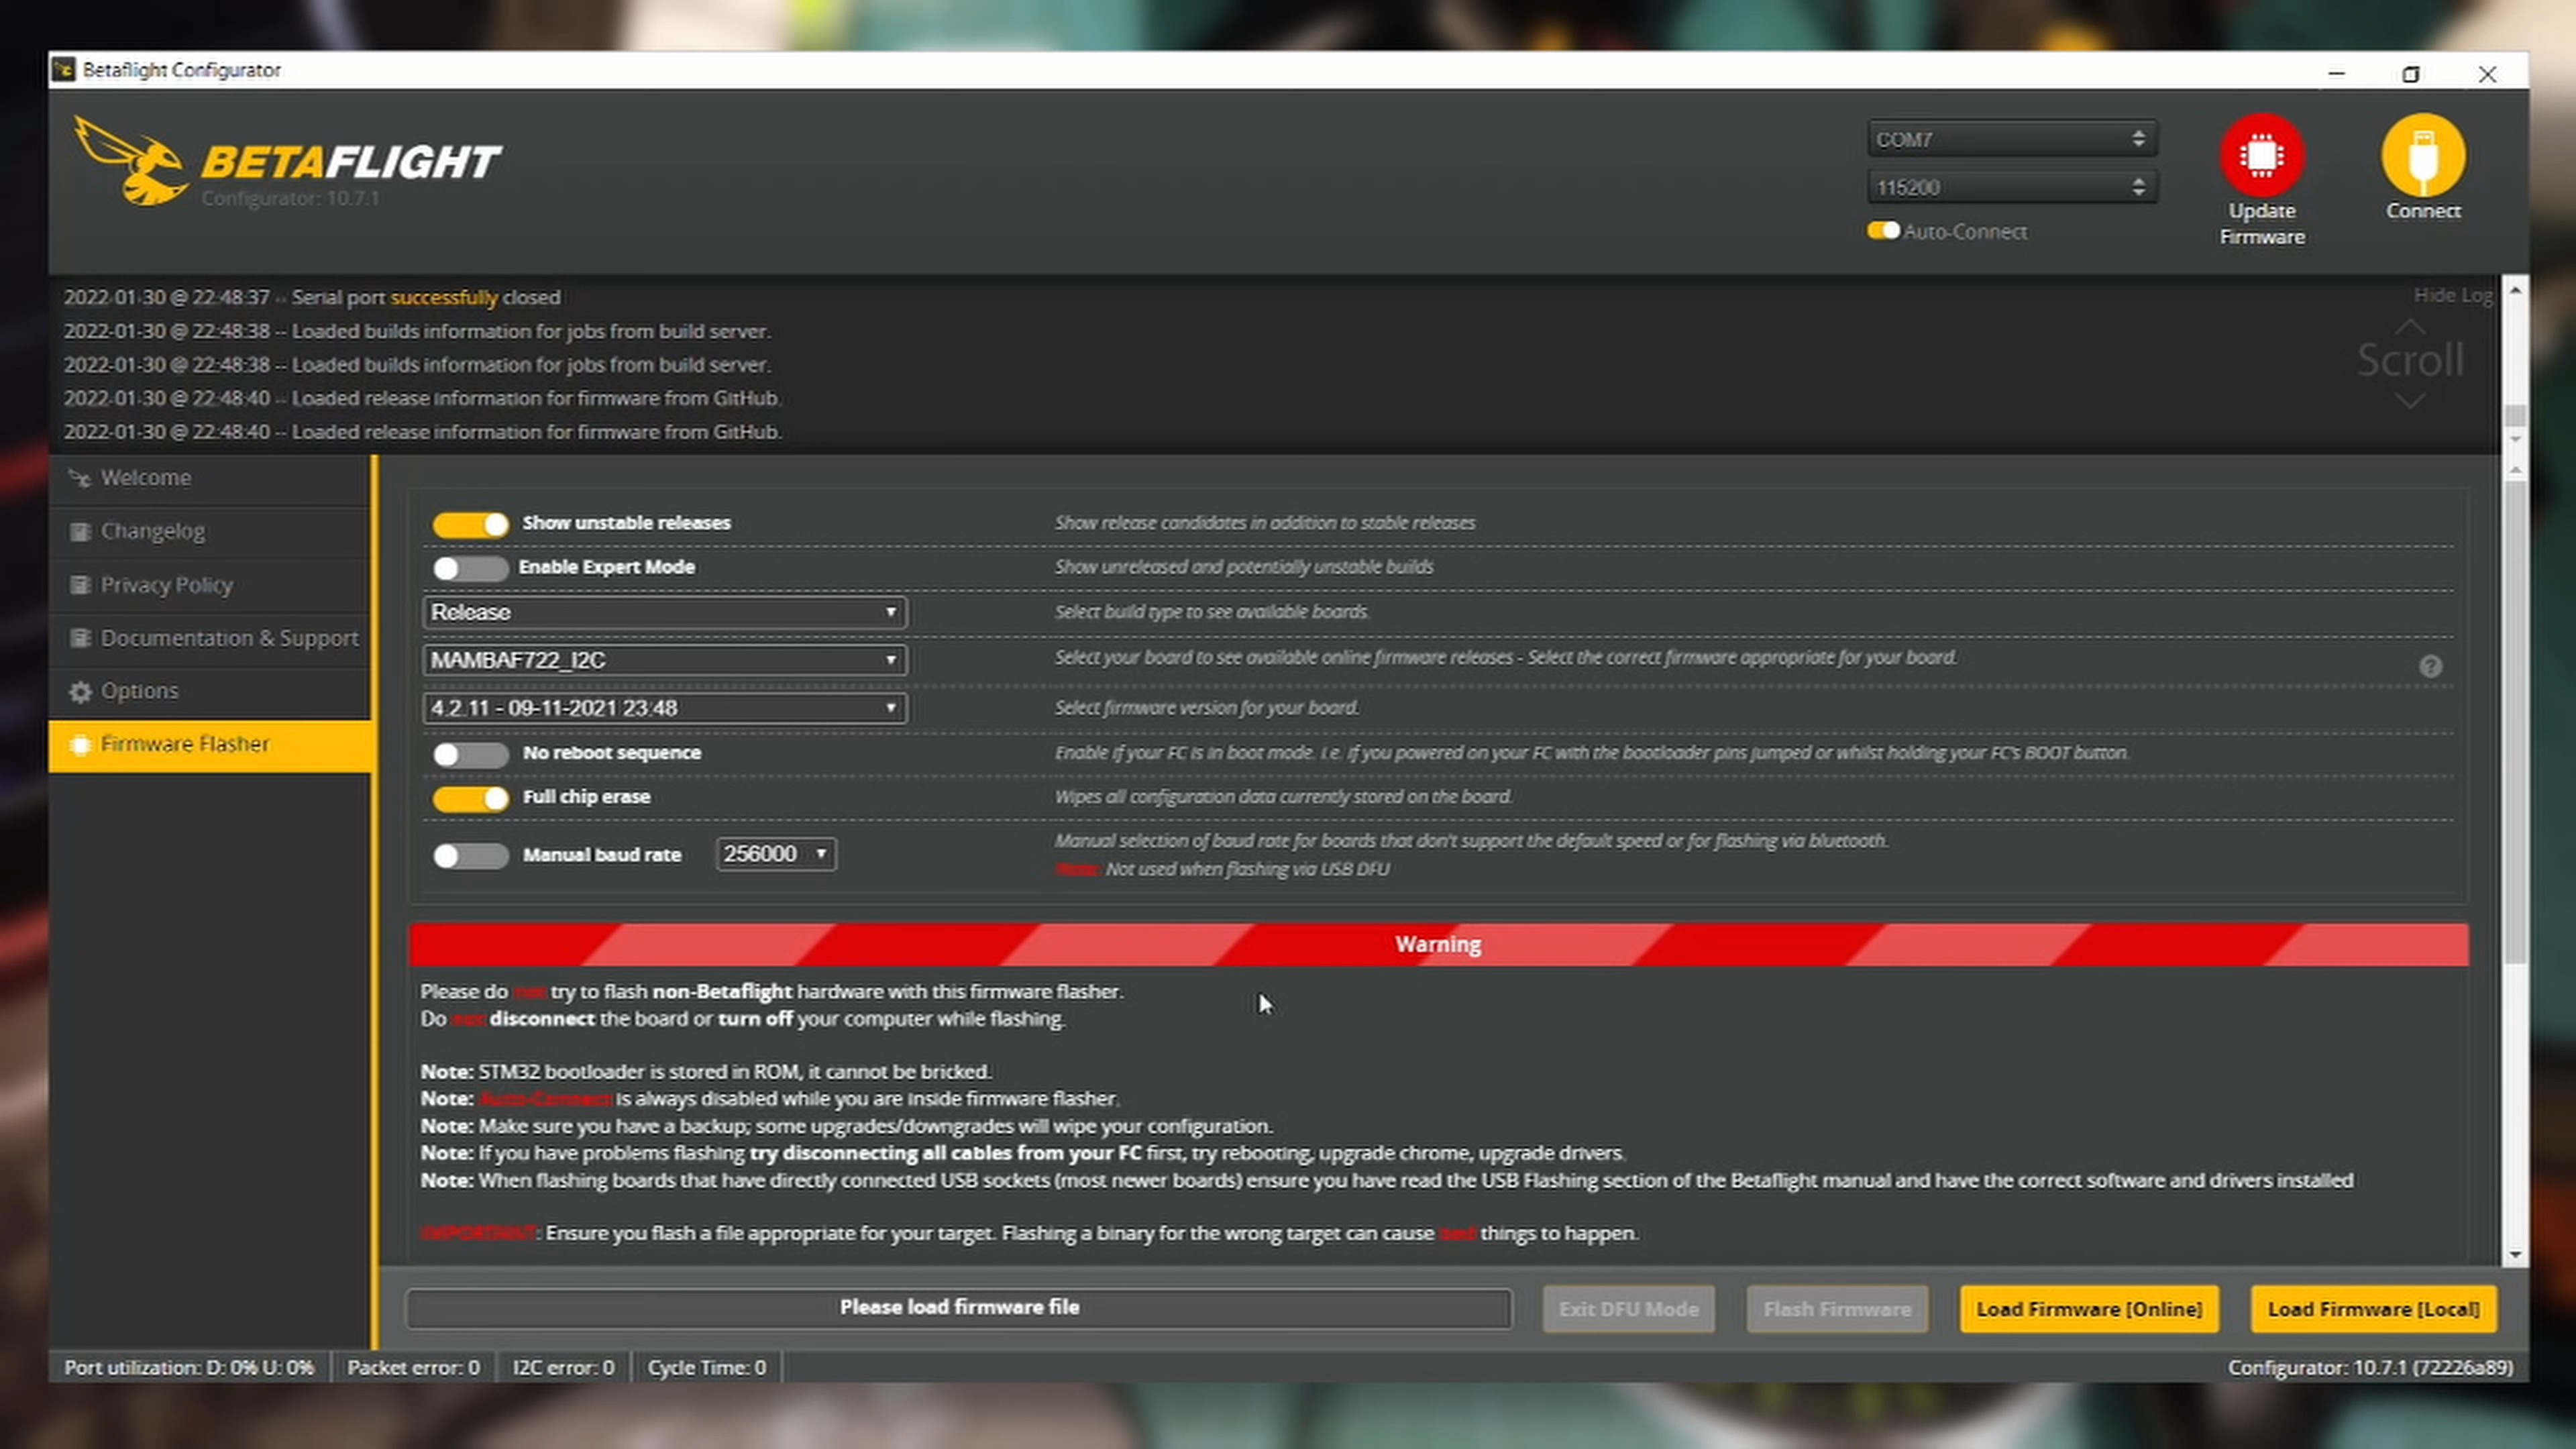 Betaflight Configurator
BETAFLIGHT
Configurator: 10.7.1
COM7
115200
Auto-Connect
Update
Firmware
Connect
2022-01-30 @ 22:48:37 -- Serial port successfully closed
Hide Log
2022-01-30 @ 22:48:38 -- Loaded builds information for jobs from build server.
2022-01-30 @ 22:48:38 -- Loaded builds information for jobs from build server.
Scroll
2022-01-30 @ 22:48:40 -- Loaded release information for firmware from GitHub.
2022-01-30 @ 22:48:40 -- Loaded release information for firmware from GitHub.
Welcome
Changelog
Privacy Policy
Documentation & Support
Options
Firmware Flasher
Show unstable releases
Show release candidates in addition to stable releases
Enable Expert Mode
Show unreleased and potentially unstable builds
Release
Select build type to see available boards.
MAMBAF722_I2C
Select your board to see available online firmware releases - Select the correct firmware appropriate for your board.
?
4.2.11 - 09-11-2021 23:48
Select firmware version for your board.
No reboot sequence
Enable if your FC is in boot mode. i.e. if you powered on your FC with the bootloader pins jumped or whilst holding your FC's BOOT button.
Full chip erase
Wipes all configuration data currently stored on the board.
Manual baud rate
256000
Manual selection of baud rate for boards that don't support the default speed or for flashing via bluetooth.
Note: Not used when flashing via USB DFU
Warning
Please do not try to flash non-Betaflight hardware with this firmware flasher.
Do not disconnect the board or turn off your computer while flashing.
Note: STM32 bootloader is stored in ROM, it cannot be bricked.
Note: Auto-Connect is always disabled while you are inside firmware flasher.
Note: Make sure you have a backup; some upgrades/downgrades will wipe your configuration.
Note: If you have problems flashing try disconnecting all cables from your FC first, try rebooting, upgrade chrome, upgrade drivers.
Note: When flashing boards that have directly connected USB sockets (most newer boards) ensure you have read the USB Flashing section of the Betaflight manual and have the correct software and drivers installed
IMPORTANT: Ensure you flash a file appropriate for your target. Flashing a binary for the wrong target can cause bad things to happen.
Please load firmware file
Exit DFU Mode
Flash Firmware
Load Firmware [Online]
Load Firmware [Local]
Port utilization: D: 0% U: 0%
Packet error: 0
I2C error: 0
Cycle Time: 0
Configurator: 10.7.1 (72226a89)